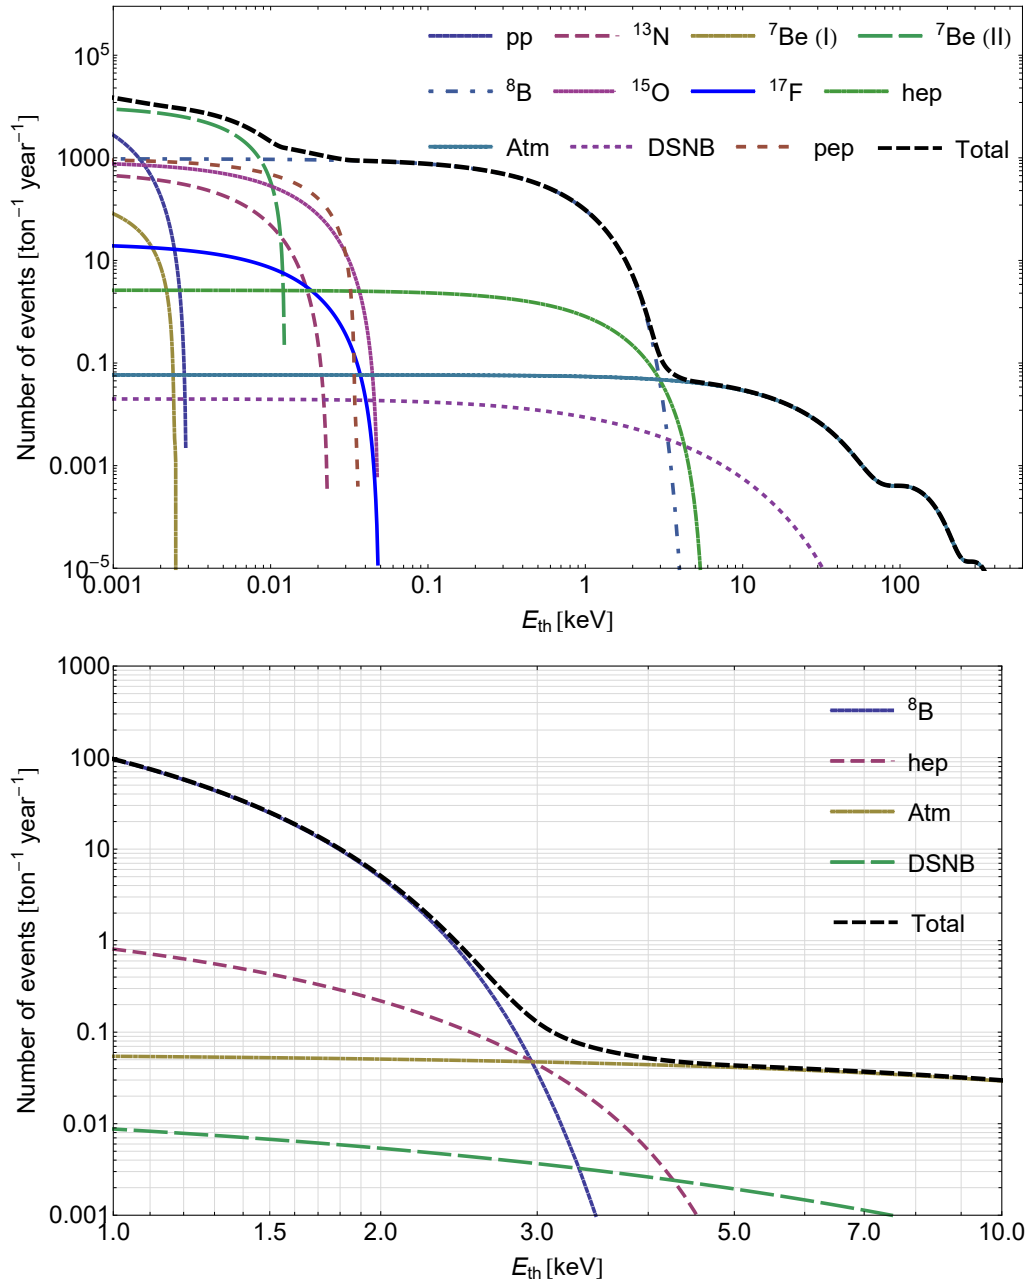 pp ¹³N ⁷Be (I) ⁷Be (II)
⁸B ¹⁵O ¹⁷F hep
Atm DSNB pep Total
Number of events [ton⁻¹ year⁻¹]
10⁵
1000
10
0.1
0.001
10⁻⁵
0.001 0.01 0.1 1 10 100
E_th [keV]
⁸B
hep
Atm
DSNB
Total
Number of events [ton⁻¹ year⁻¹]
1000
100
10
1
0.1
0.01
0.001
1.0 1.5 2.0 3.0 5.0 7.0 10.0
E_th [keV]